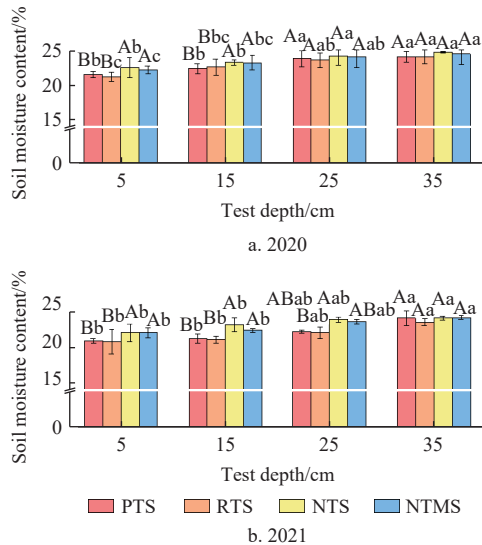 Soil moisture content/%
25
20
15
0
Bb Bc Ab Ac
Bb Bbc Ab Abc
Aa Aab Aa Aab
Aa Aa Aa Aa
5 15 25 35
Test depth/cm
a. 2020
Soil moisture content/%
25
20
15
0
Bb Bb Ab Ab
Bb Bb Ab Ab
ABab Bab Aab ABab
Aa Aa Aa Aa
5 15 25 35
Test depth/cm
PTS RTS NTS NTMS
b. 2021